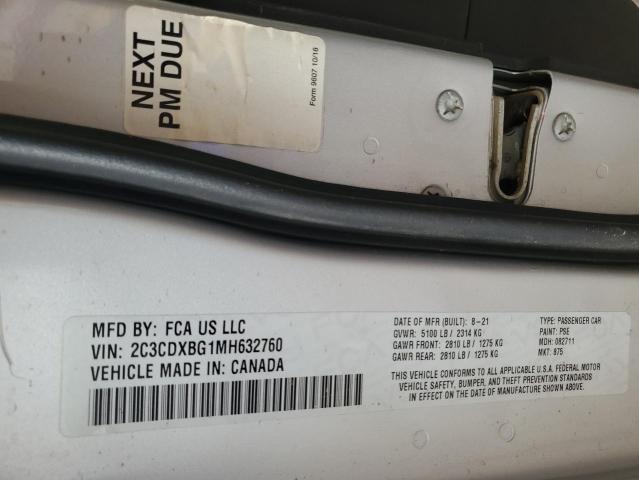 NEXT
PM DUE
Form 9607 10/16
MFD BY: FCA US LLC
VIN: 2C3CDXBG1MH632760
VEHICLE MADE IN: CANADA
DATE OF MFR (BUILT): 8-21
GVWR: 5100 LB / 2314 KG
GAWR FRONT: 2810 LB / 1275 KG
GAWR REAR: 2810 LB / 1275 KG
TYPE: PASSENGER CAR
PAINT: PSE
MDH: 082711
MKT: 875
THIS VEHICLE CONFORMS TO ALL APPLICABLE U.S.A. FEDERAL MOTOR
VEHICLE SAFETY, BUMPER, AND THEFT PREVENTION STANDARDS
IN EFFECT ON THE DATE OF MANUFACTURE SHOWN ABOVE.